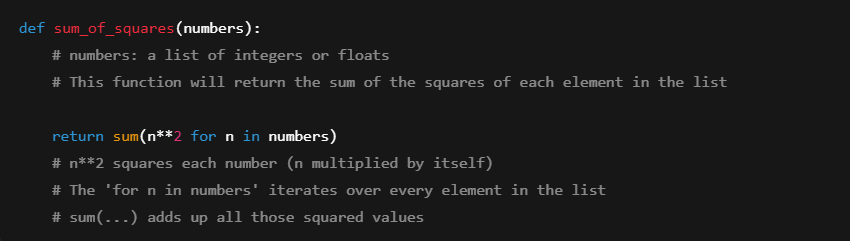 def sum_of_squares(numbers):
    # numbers: a list of integers or floats
    # This function will return the sum of the squares of each element in the list

    return sum(n**2 for n in numbers)
    # n**2 squares each number (n multiplied by itself)
    # The 'for n in numbers' iterates over every element in the list
    # sum(...) adds up all those squared values